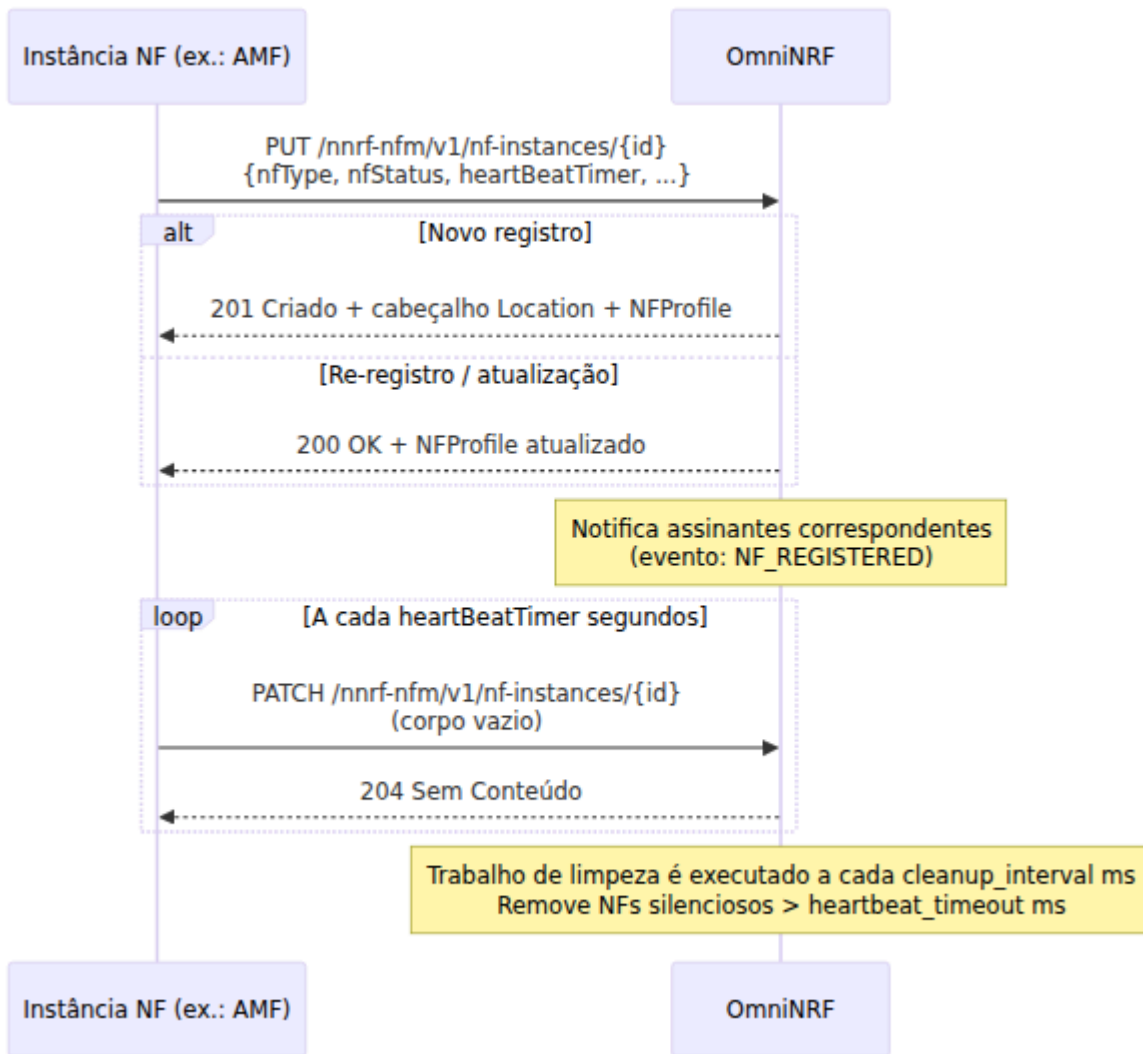 Instância NF (ex.: AMF)
OmniNRF
PUT /nnrf-nfm/v1/nf-instances/{id}
{nfType, nfStatus, heartBeatTimer, ...}
alt
[Novo registro]
201 Criado + cabeçalho Location + NFProfile
[Re-registro / atualização]
200 OK + NFProfile atualizado
Notifica assinantes correspondentes
(evento: NF_REGISTERED)
loop
[A cada heartBeatTimer segundos]
PATCH /nnrf-nfm/v1/nf-instances/{id}
(corpo vazio)
204 Sem Conteúdo
Trabalho de limpeza é executado a cada cleanup_interval ms
Remove NFs silenciosos > heartbeat_timeout ms
Instância NF (ex.: AMF)
OmniNRF